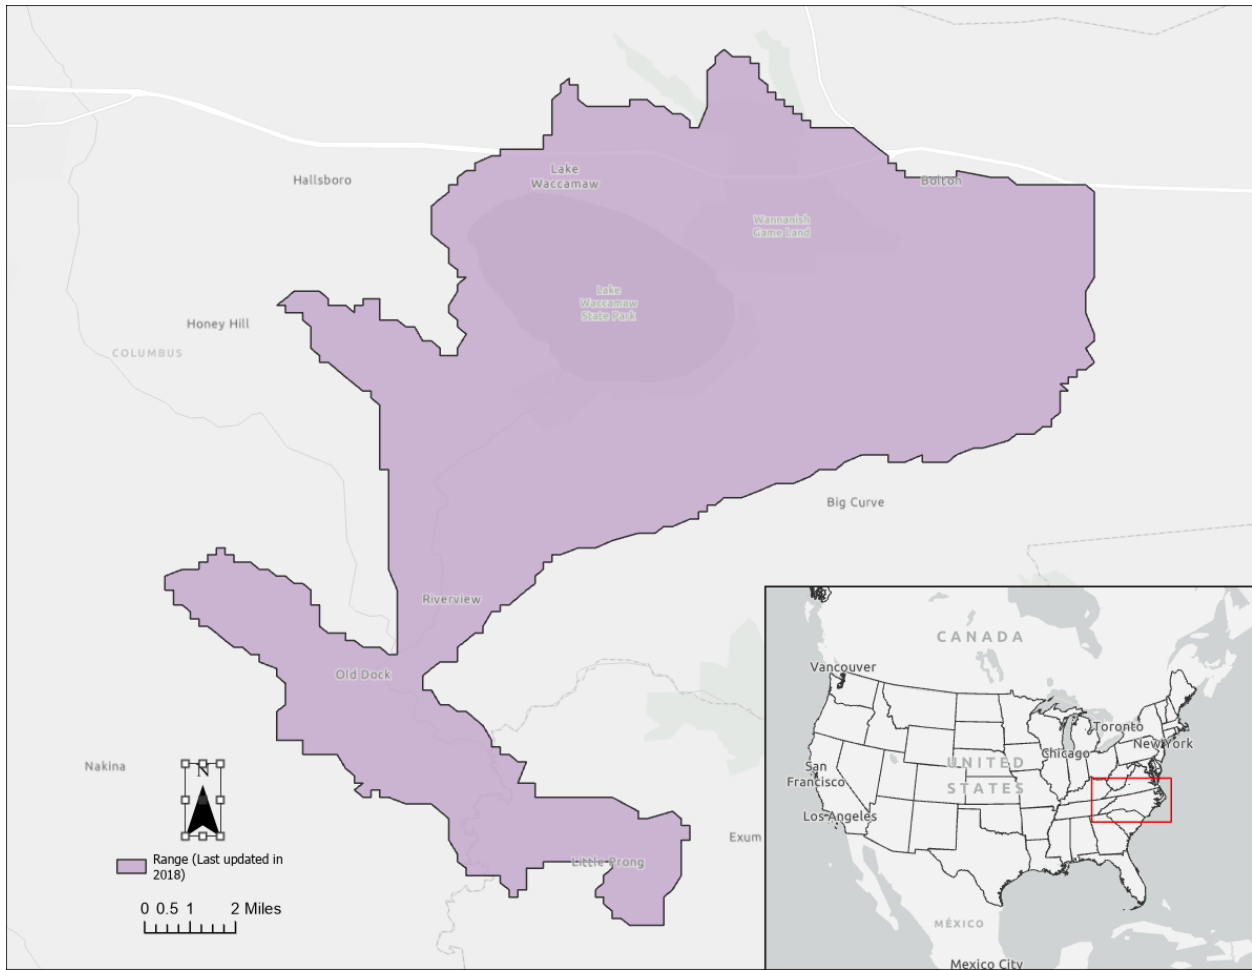 Lake
Waccamaw
Hallsboro
Bolton
Wannanish
Game Land
Lake
Waccamaw
State Park
Honey Hill
COLUMBUS
Big Curve
Riverview
Old Dock
Nakina
N
Exum
Little Prong
Range (Last updated in
2018)
0 0.5 1 2 Miles
CANADA
Vancouver
Toronto
Chicago
New York
UNITED
STATES
San
Francisco
Los Angeles
MÉXICO
Mexico City